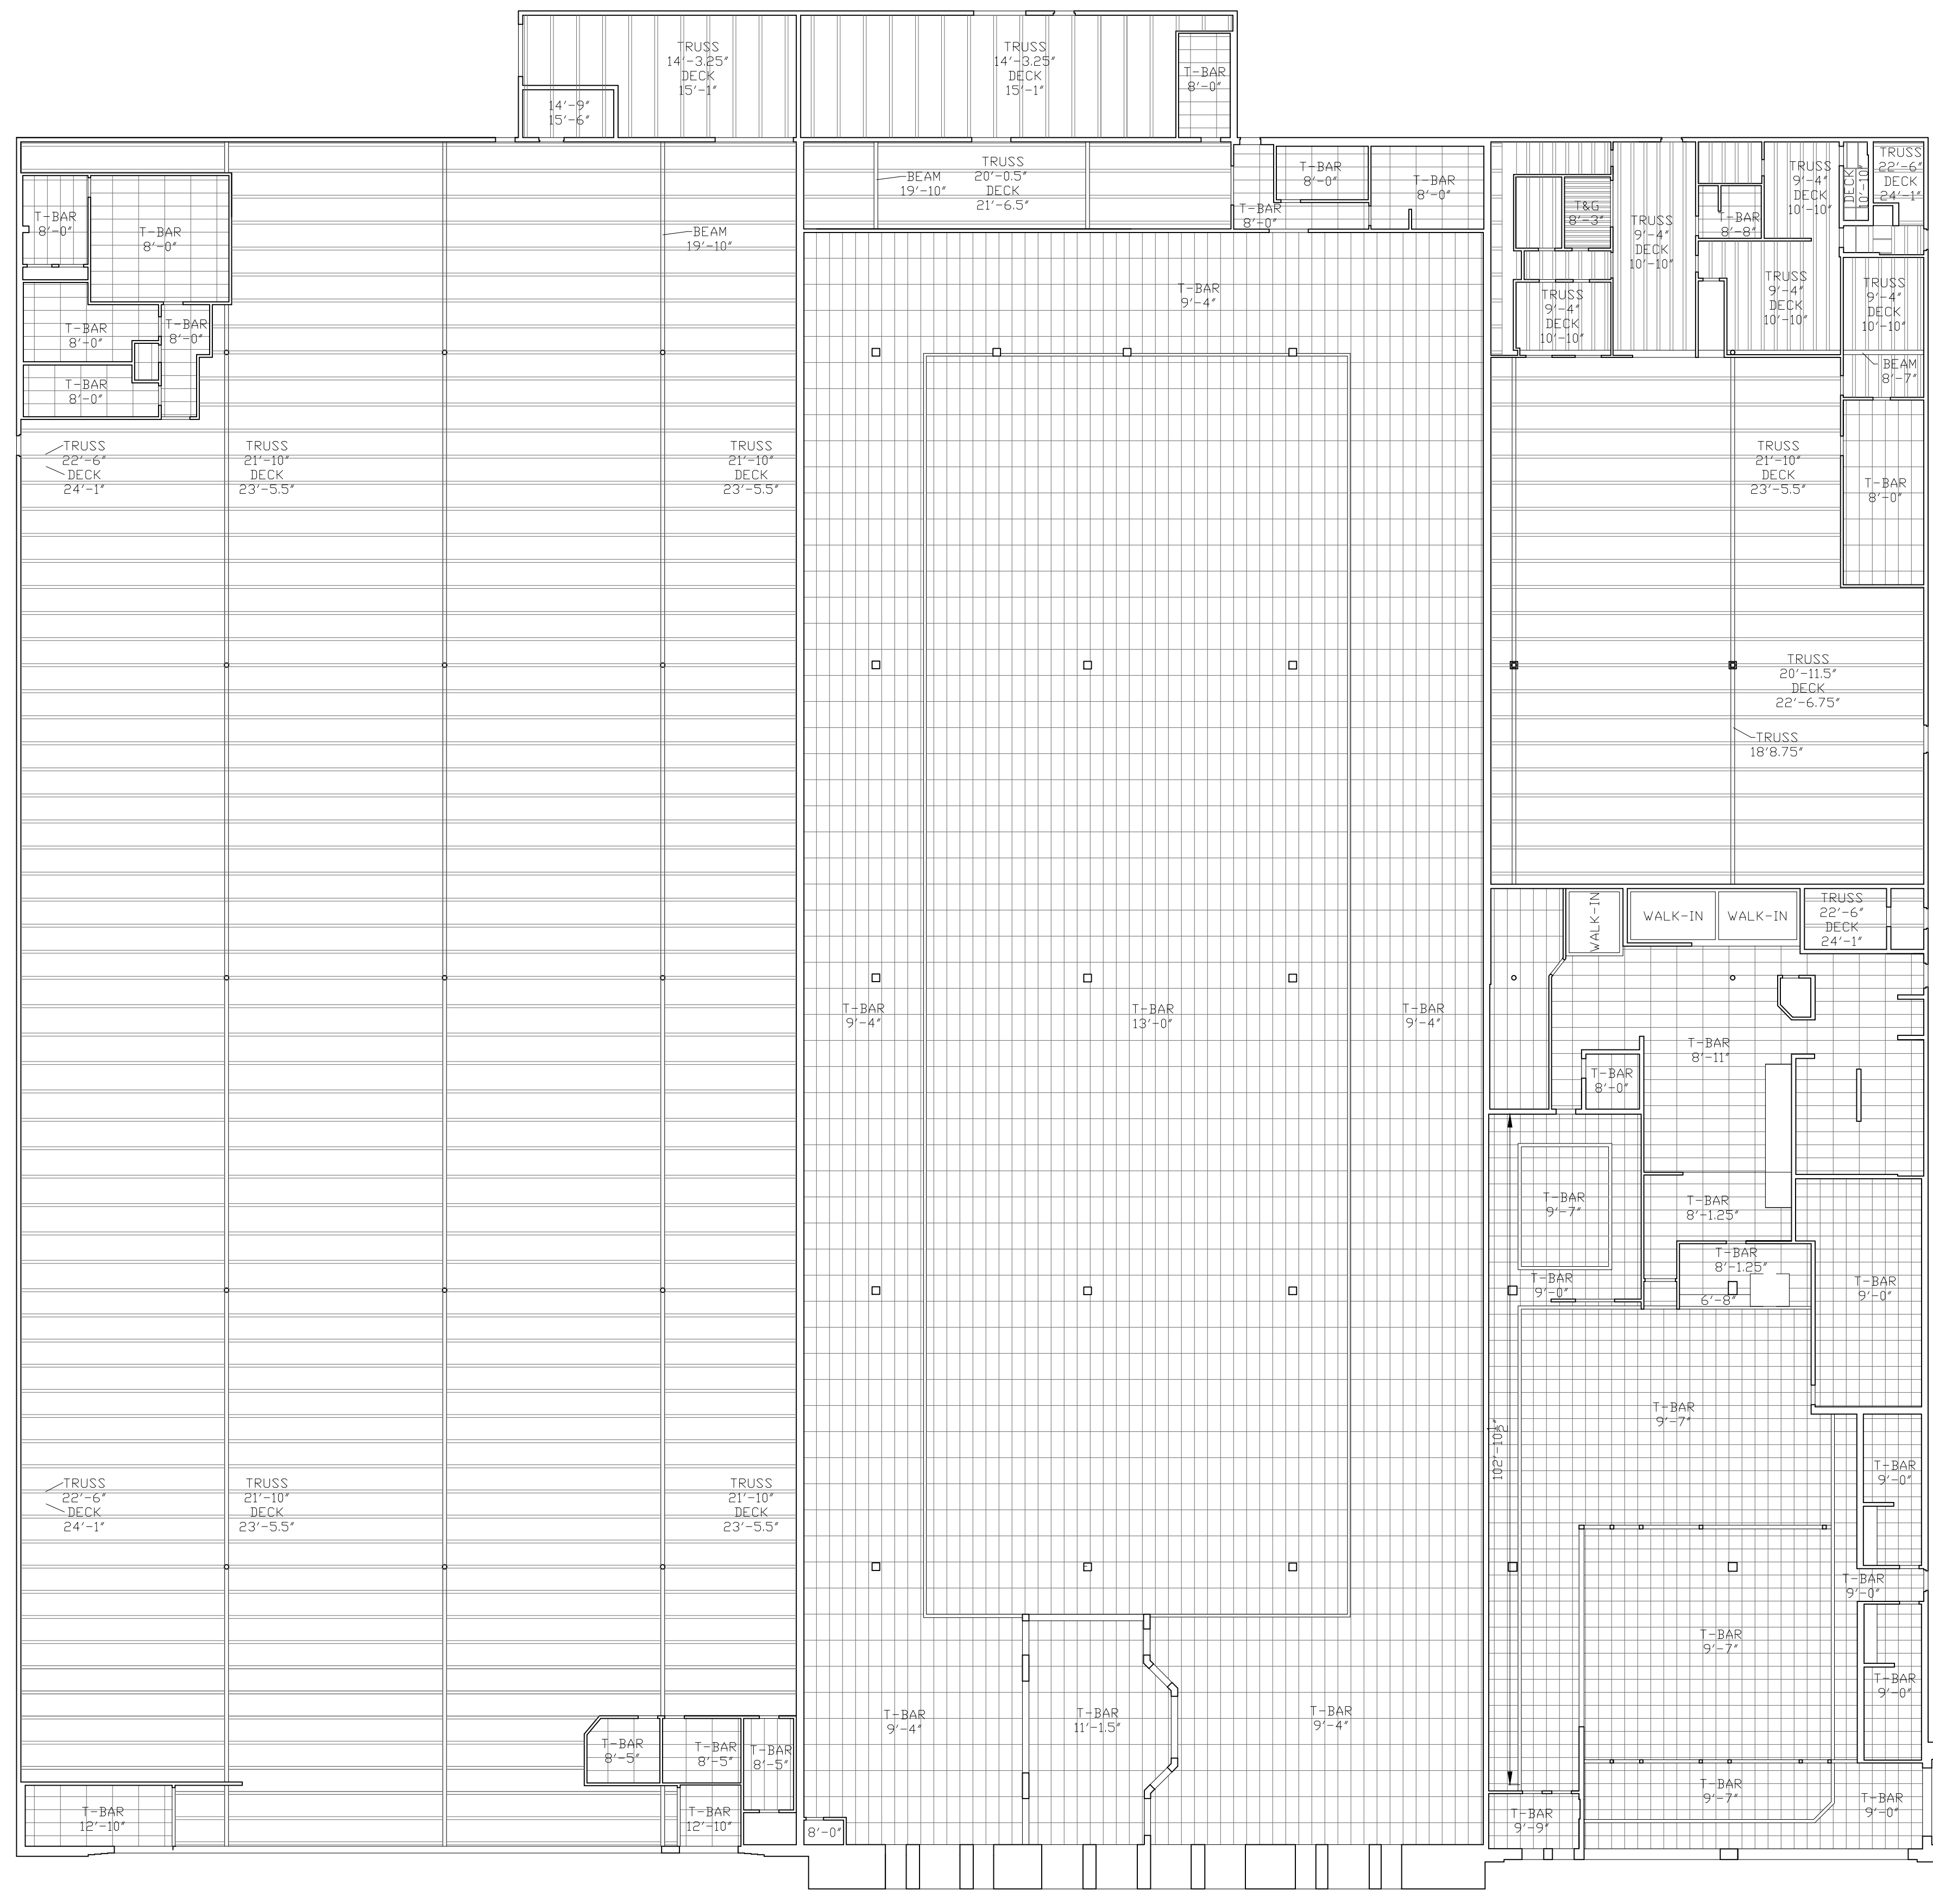 TRUSS
14'-3.25"
DECK
15'-1"
TRUSS
14'-3.25"
DECK
15'-1"
T-BAR
8'-0"
14'-9"
15'-6"
TRUSS
20'-0.5"
DECK
21'-6.5"
BEAM
19'-10"
T-BAR
8'-0"
T-BAR
8'-0"
T-BAR
8'-0"
T-BAR
8'-0"
T-BAR
8'-0"
BEAM
19'-10"
T-BAR
8'-0"
T-BAR
8'-0"
T-BAR
8'-0"
T&G
8'-3"
TRUSS
9'-4"
DECK
10'-10"
T-BAR
8'-8"
TRUSS
9'-4"
DECK
10'-10"
DECK
10'-10"
TRUSS
22'-6"
DECK
24'-1"
TRUSS
9'-4"
DECK
10'-10"
TRUSS
9'-4"
DECK
10'-10"
TRUSS
9'-4"
DECK
10'-10"
BEAM
8'-7"
T-BAR
9'-4"
TRUSS
22'-6"
DECK
24'-1"
TRUSS
21'-10"
DECK
23'-5.5"
TRUSS
21'-10"
DECK
23'-5.5"
TRUSS
21'-10"
DECK
23'-5.5"
T-BAR
8'-0"
TRUSS
20'-11.5"
DECK
22'-6.75"
TRUSS
18'8.75"
WALK-IN
WALK-IN
WALK-IN
TRUSS
22'-6"
DECK
24'-1"
T-BAR
9'-4"
T-BAR
13'-0"
T-BAR
9'-4"
T-BAR
8'-11"
T-BAR
8'-0"
T-BAR
9'-7"
T-BAR
8'-1.25"
T-BAR
8'-1.25"
6'-8"
T-BAR
9'-0"
T-BAR
9'-0"
T-BAR
9'-7"
102'-10½"
T-BAR
9'-0"
TRUSS
22'-6"
DECK
24'-1"
TRUSS
21'-10"
DECK
23'-5.5"
TRUSS
21'-10"
DECK
23'-5.5"
T-BAR
9'-0"
T-BAR
9'-7"
T-BAR
9'-0"
T-BAR
9'-4"
T-BAR
11'-1.5"
T-BAR
9'-4"
T-BAR
8'-5"
T-BAR
8'-5"
T-BAR
8'-5"
T-BAR
12'-10"
T-BAR
12'-10"
8'-0"
T-BAR
9'-7"
T-BAR
9'-0"
T-BAR
9'-9"